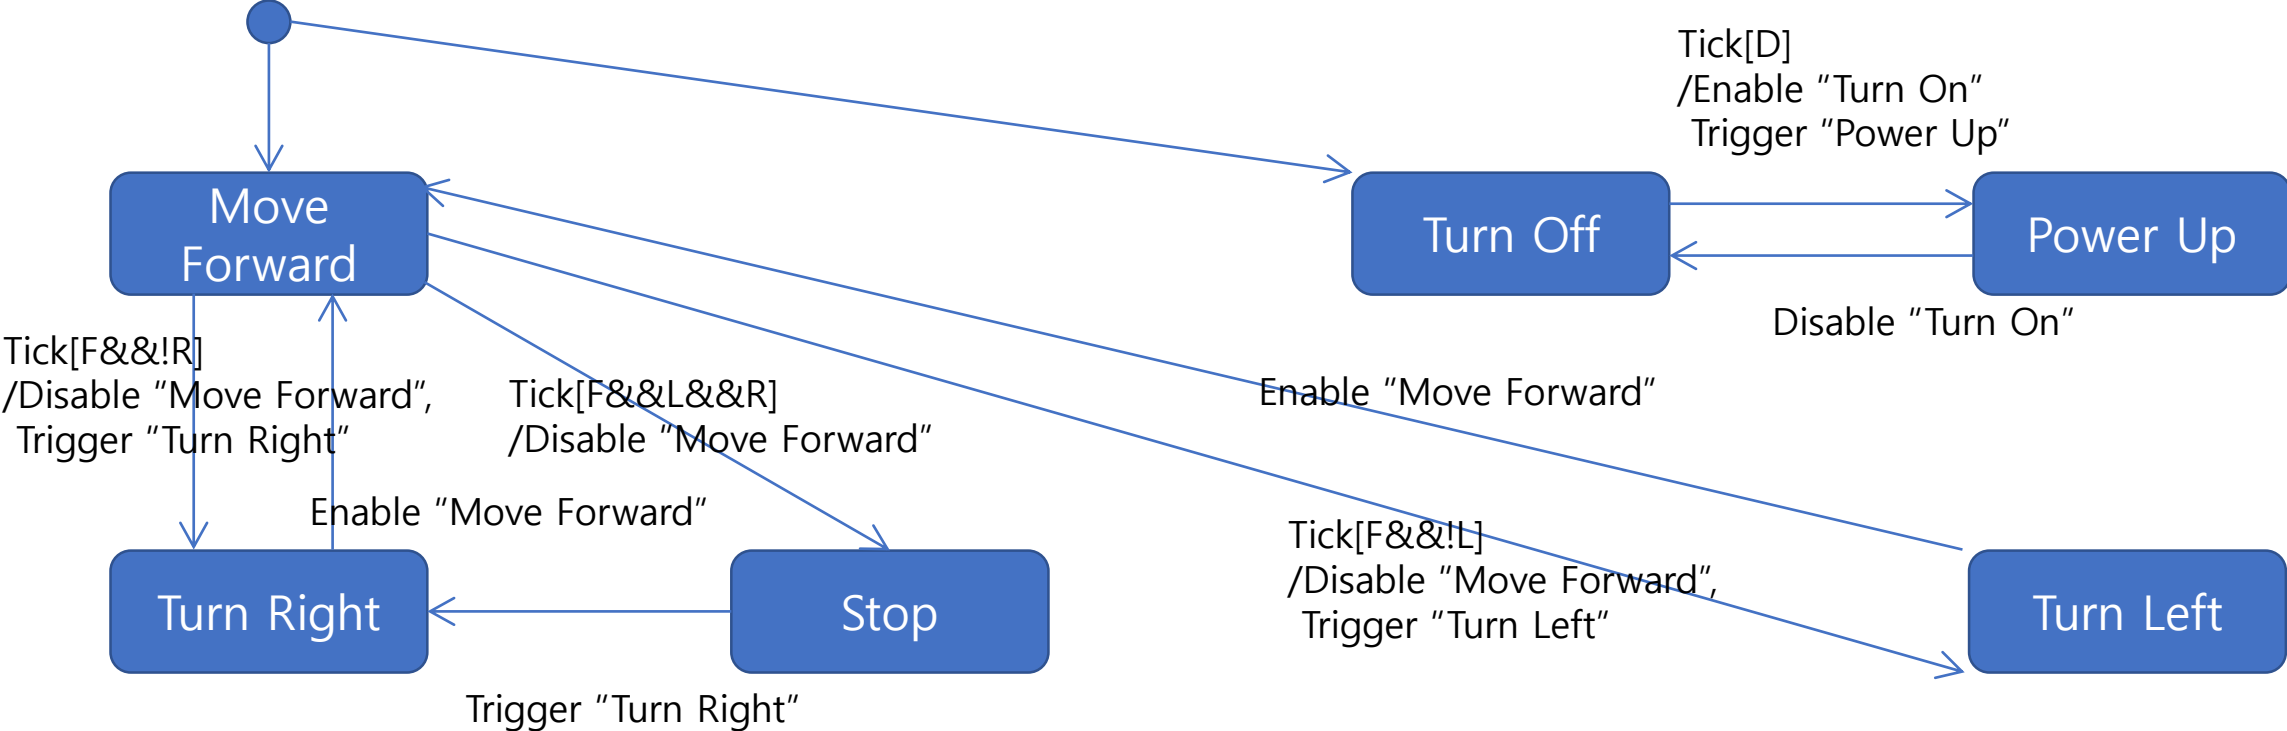 Tick[D]
/Enable "Turn On"
Trigger "Power Up"
Move
Forward
Turn Off
Power Up
Disable "Turn On"
Tick[F&&!R]
/Disable "Move Forward",
Trigger "Turn Right"
Tick[F&&L&&R]
/Disable "Move Forward"
Enable "Move Forward"
Enable "Move Forward"
Tick[F&&!L]
/Disable "Move Forward",
Trigger "Turn Left"
Turn Right
Stop
Turn Left
Trigger "Turn Right"